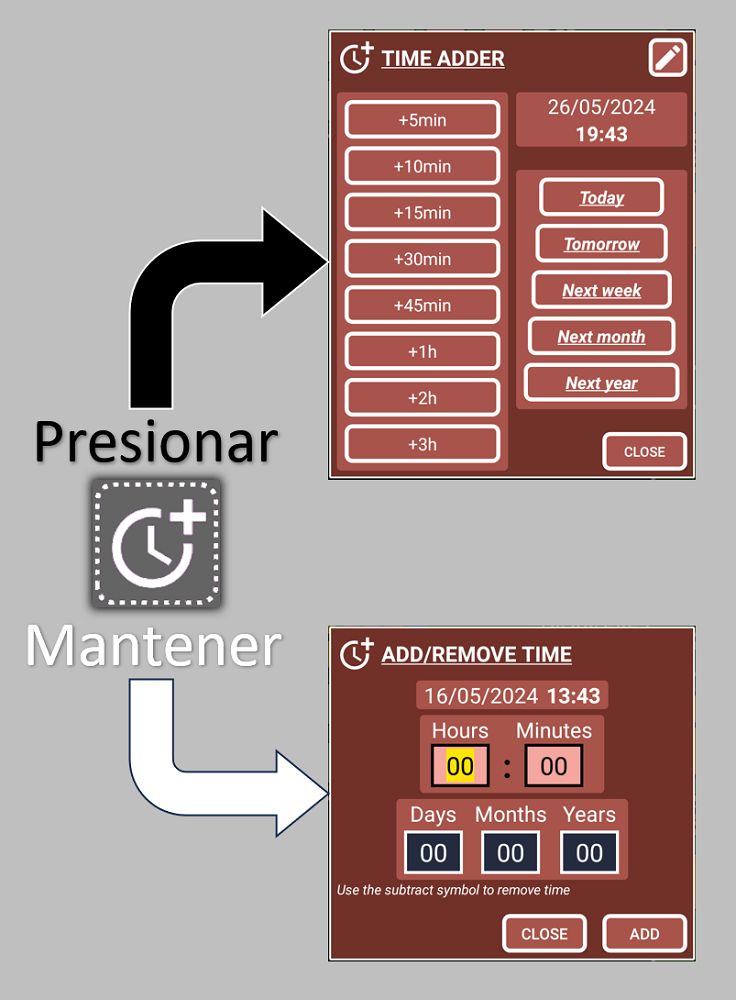 TIME ADDER
+5min
+10min
+15min
+30min
+45min
+1h
+2h
+3h
26/05/2024
19:43
Today
Tomorrow
Next week
Next month
Next year
CLOSE
Presionar
Mantener
ADD/REMOVE TIME
16/05/2024 13:43
Hours Minutes
00 : 00
Days Months Years
00 00 00
Use the subtract symbol to remove time
CLOSE ADD